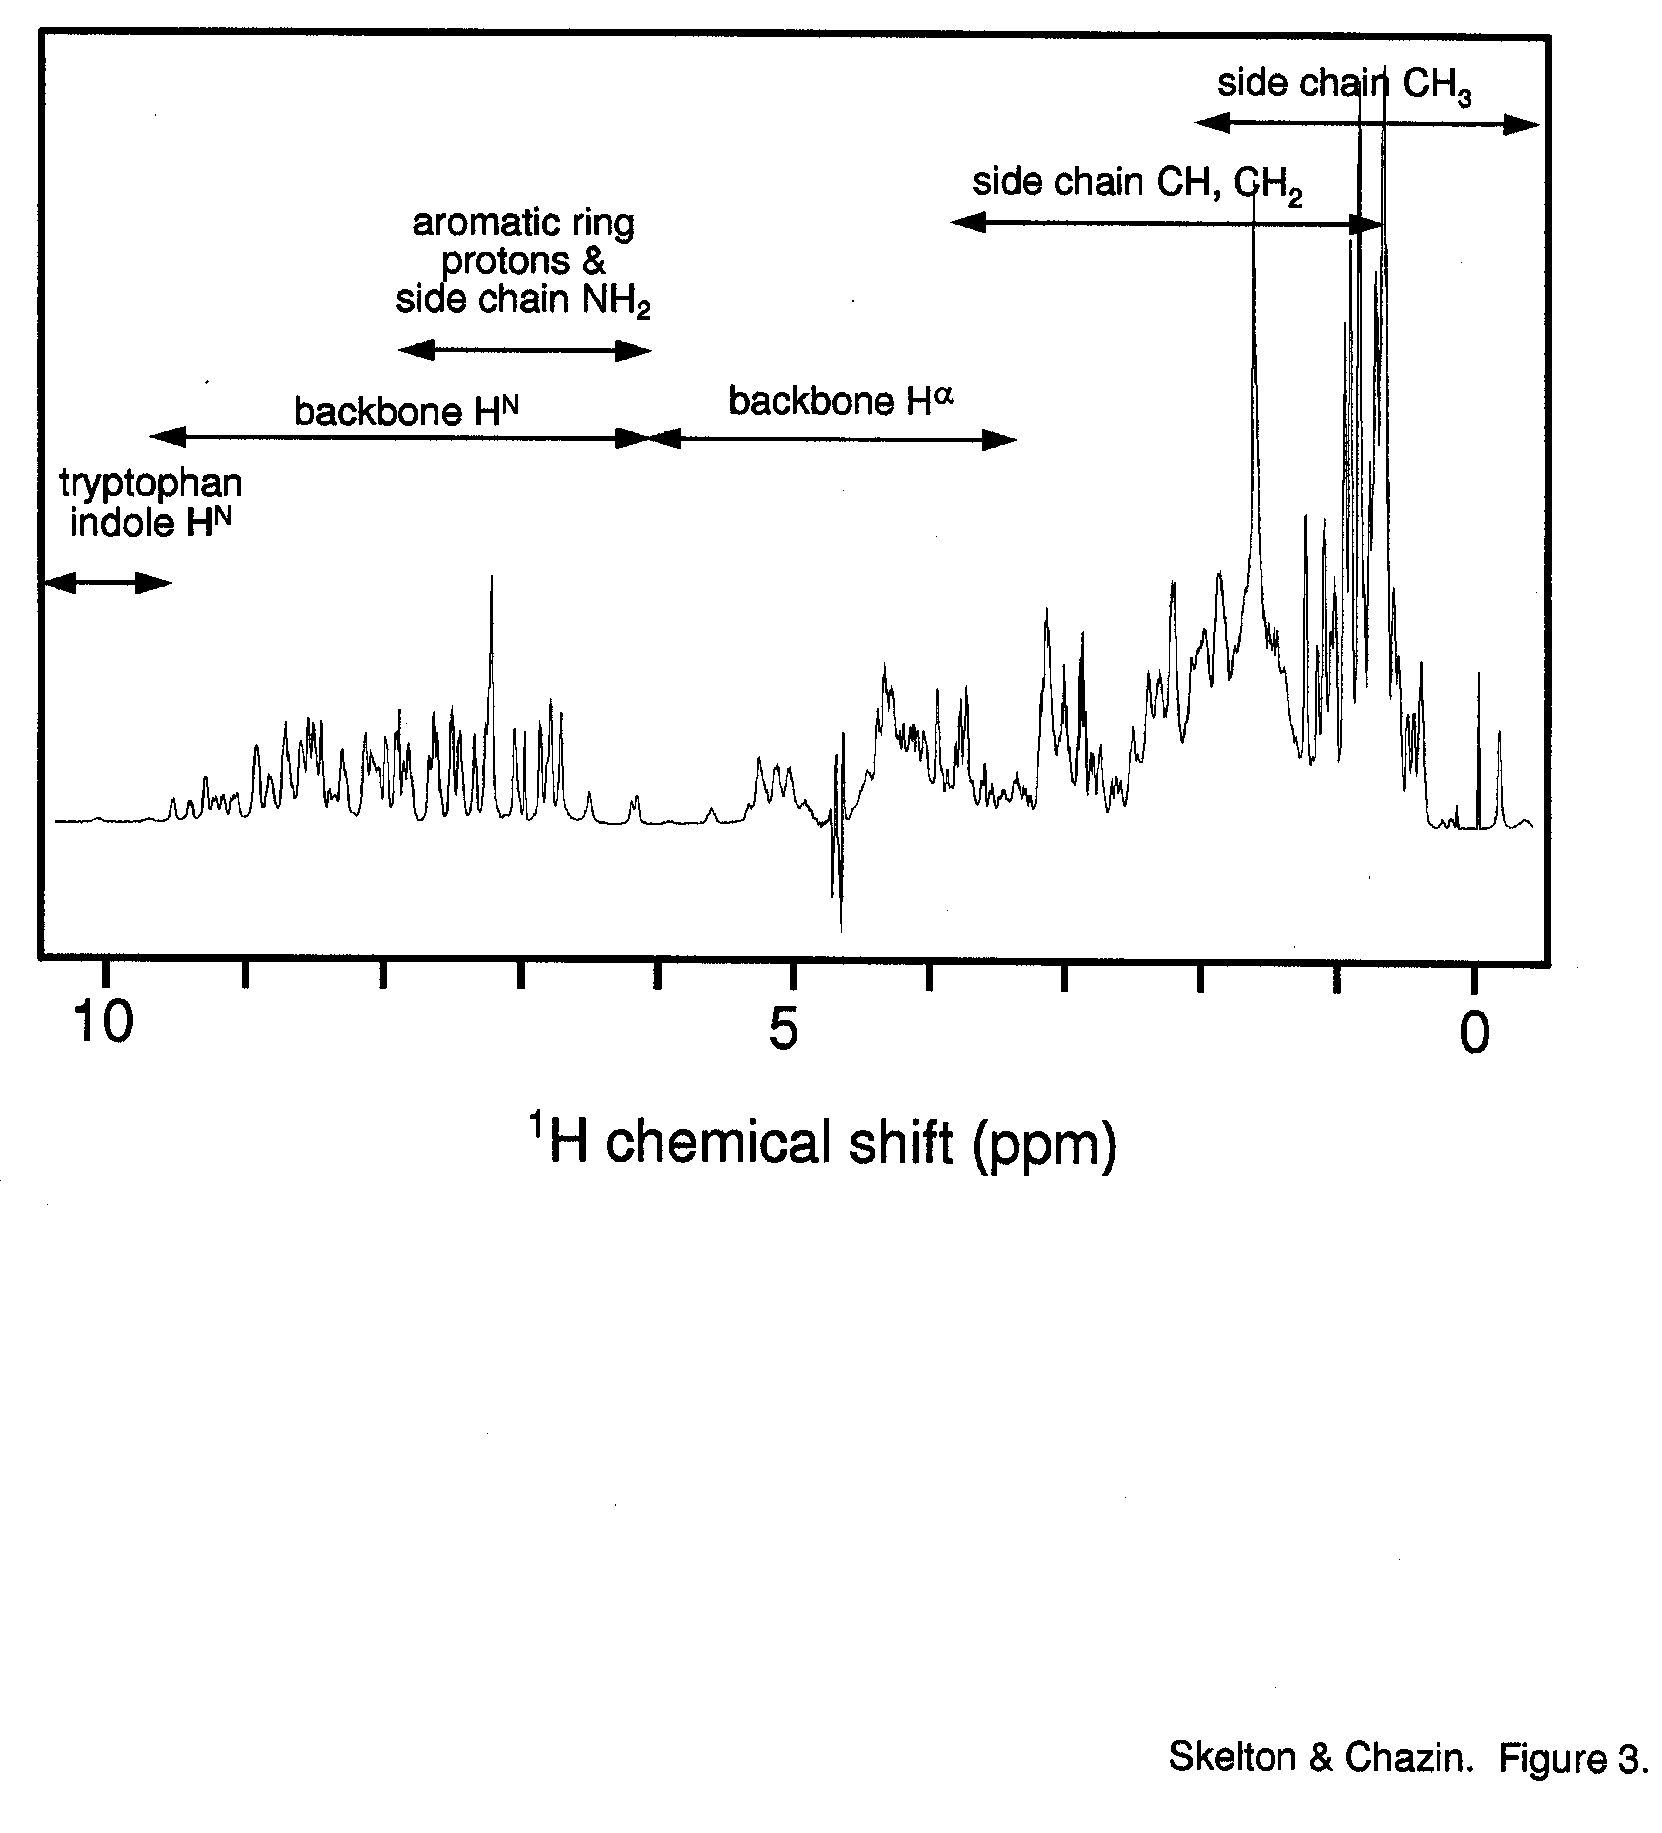 side chain CH3
side chain CH, CH2
aromatic ring
protons &
side chain NH2
backbone Hα
backbone HN
tryptophan
indole HN
10
5
0
1H chemical shift (ppm)
Skelton & Chazin. Figure 3.